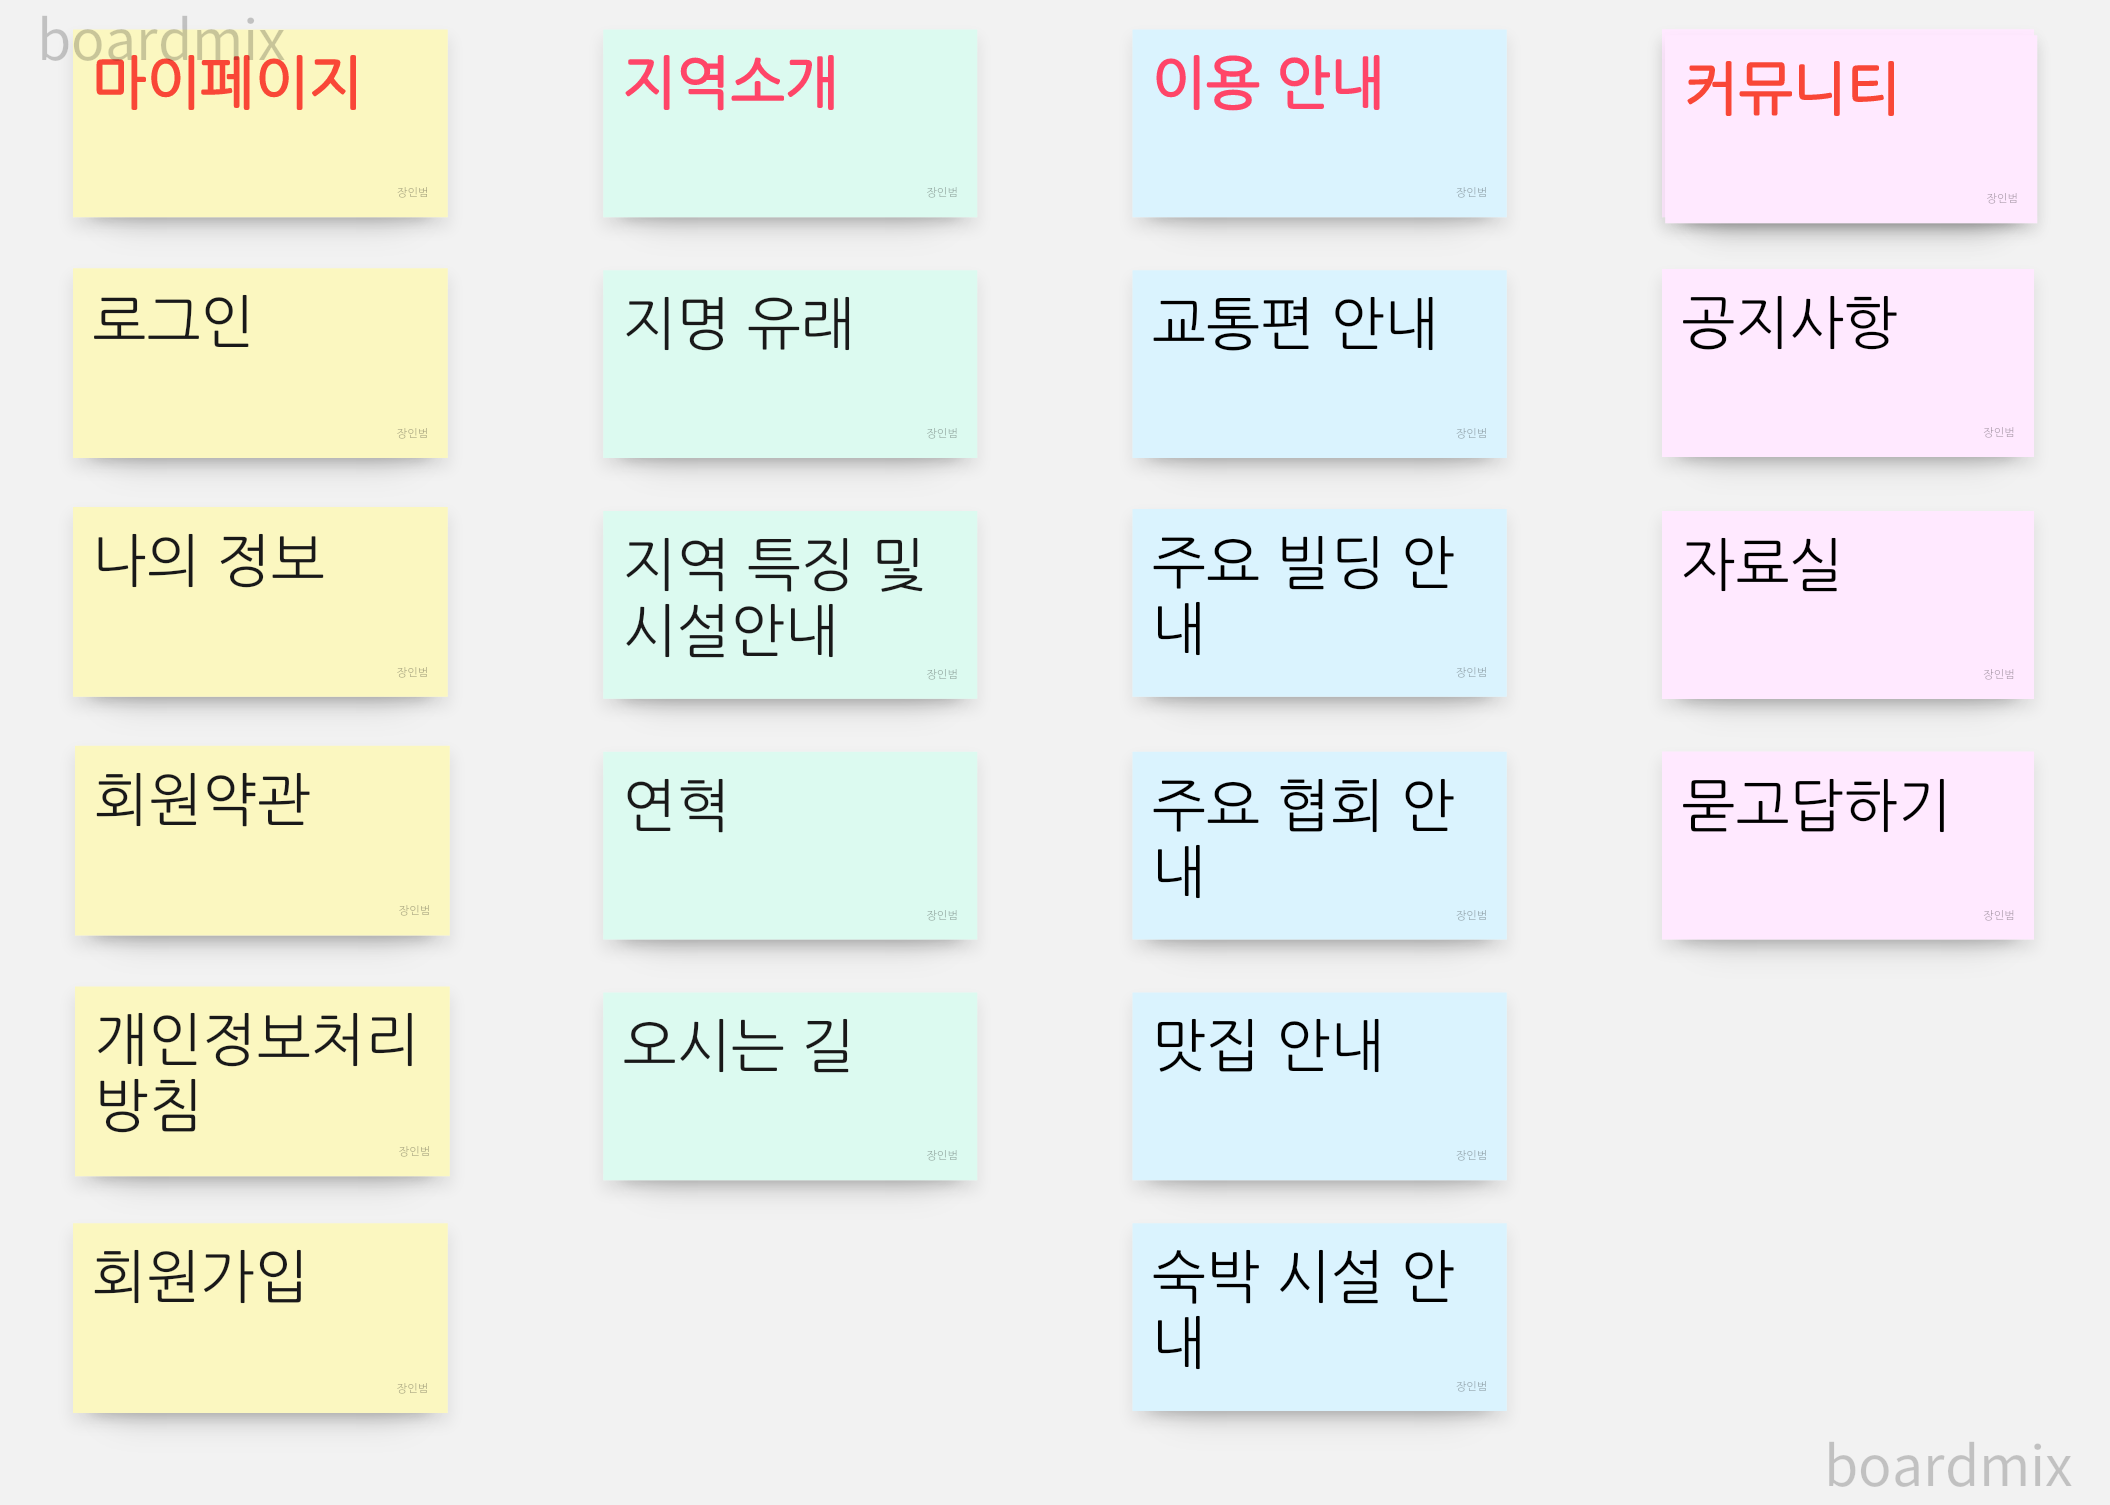 boardmix
마이페이지
장인범
지역소개
장인범
이용 안내
장인범
커뮤니티
장인범
로그인
장인범
지명 유래
장인범
교통편 안내
장인범
공지사항
장인범
나의 정보
장인범
지역 특징 및
시설안내
장인범
주요 빌딩 안
내
장인범
자료실
장인범
회원약관
장인범
연혁
장인범
주요 협회 안
내
장인범
묻고답하기
장인범
개인정보처리
방침
장인범
오시는 길
장인범
맛집 안내
장인범
회원가입
장인범
숙박 시설 안
내
장인범
boardmix